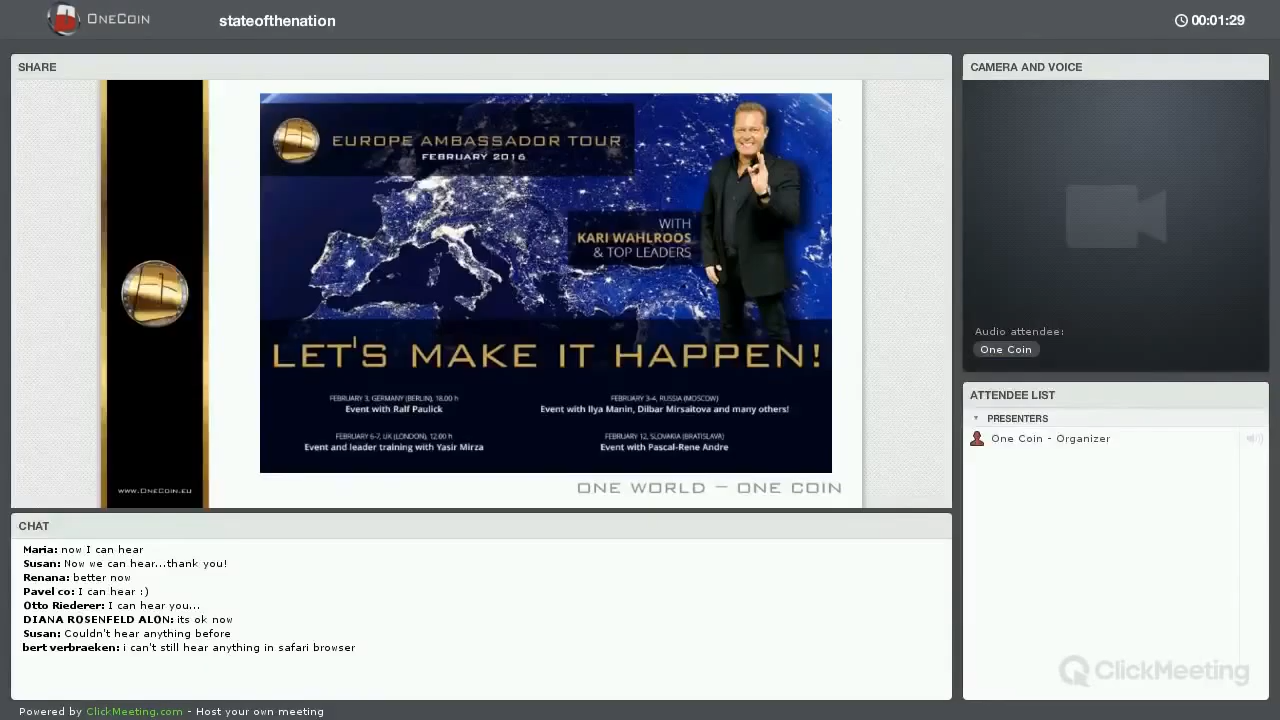 OneCoin
stateofthenation
00:01:29
SHARE
EUROPE AMBASSADOR TOUR
FEBRUARY 2016
WITH
KARI WAHLROOS
& TOP LEADERS
LET'S MAKE IT HAPPEN!
FEBRUARY 3, GERMANY (BERLIN), 18.00 h
Event with Ralf Paulick
FEBRUARY 3-4, RUSSIA (MOSCOW)
Event with Ilya Manin, Dilbar Mirsaitova and many others!
FEBRUARY 6-7, UK (LONDON), 12.00 h
Event and leader training with Yasir Mirza
FEBRUARY 12, SLOVAKIA (BRATISLAVA)
Event with Pascal-Rene Andre
www.OneCoin.eu
ONE WORLD – ONE COIN
CAMERA AND VOICE
Audio attendee:
One Coin
ATTENDEE LIST
PRESENTERS
One Coin - Organizer
CHAT
Maria: now I can hear
Susan: Now we can hear...thank you!
Renana: better now
Pavel co: I can hear :)
Otto Riederer: I can hear you...
DIANA ROSENFELD ALON: its ok now
Susan: Couldn't hear anything before
bert verbraeken: i can't still hear anything in safari browser
ClickMeeting
Powered by ClickMeeting.com - Host your own meeting